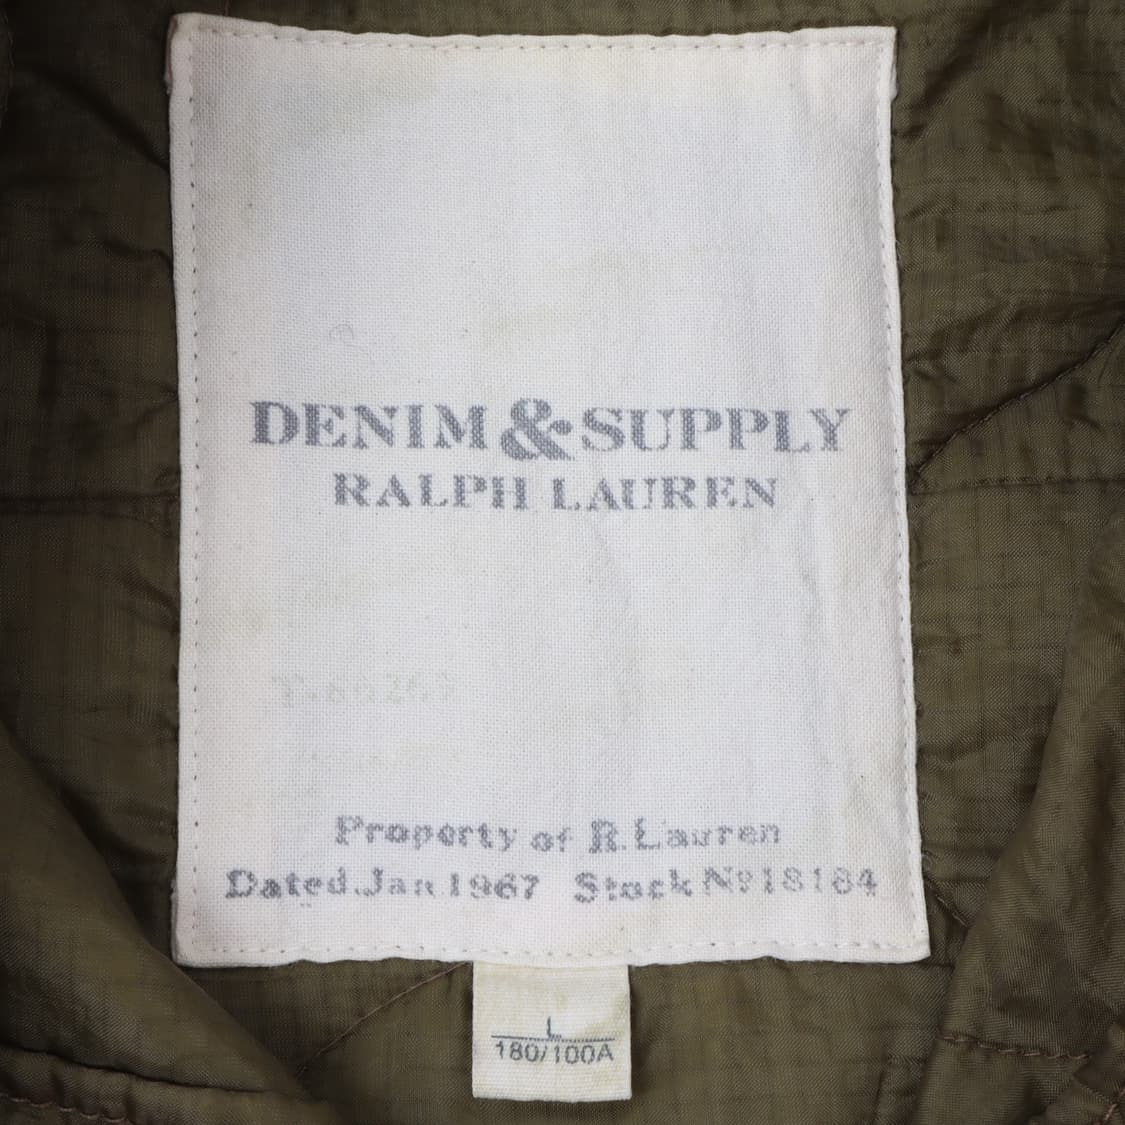 DENIM & SUPPLY
RALPH LAUREN
Property of R. Lauren
Dated. Jan 1967 Stock No 18184
L
180/100A